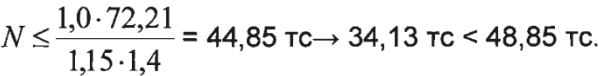 N ≤ 1,0·72,21 / 1,15·1,4 = 44,85 тс→ 34,13 тс < 48,85 тс.